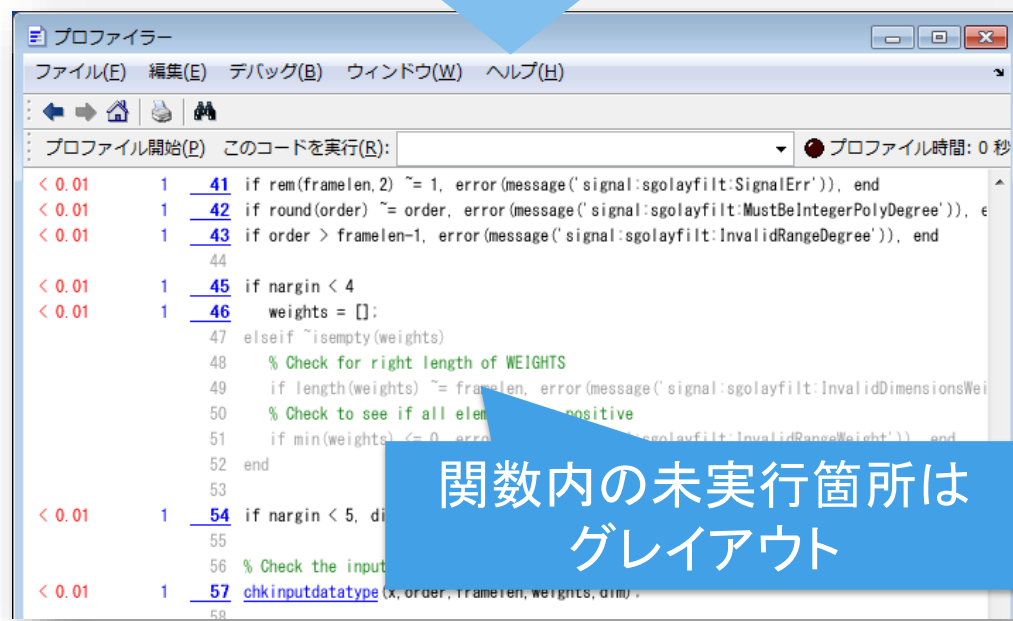 プロファイラー
ファイル(F) 編集(E) デバッグ(B) ウィンドウ(W) ヘルプ(H)
プロファイル開始(P) このコードを実行(R): プロファイル時間: 0 秒
< 0.01 1 41 if rem(framelen,2) ~= 1, error(message('signal:sgolayfilt:SignalErr')), end
< 0.01 1 42 if round(order) ~= order, error(message('signal:sgolayfilt:MustBeIntegerPolyDegree')), e
< 0.01 1 43 if order > framelen-1, error(message('signal:sgolayfilt:InvalidRangeDegree')), end
44
< 0.01 1 45 if nargin < 4
< 0.01 1 46 weights = [];
47 elseif ~isempty(weights)
48 % Check for right length of WEIGHTS
49 if length(weights) ~= framelen, error(message('signal:sgolayfilt:InvalidDimensionsWei
50 % Check to see if all elem positive
51 if min(weights) <= 0, erro sgolayfilt:InvalidRangeWeight')), end
52 end
53
< 0.01 1 54 if nargin < 5, di
55
56 % Check the input
< 0.01 1 57 chkinputdatatype(x,order,framelen,weights,dim);
58
関数内の未実行箇所は
グレイアウト